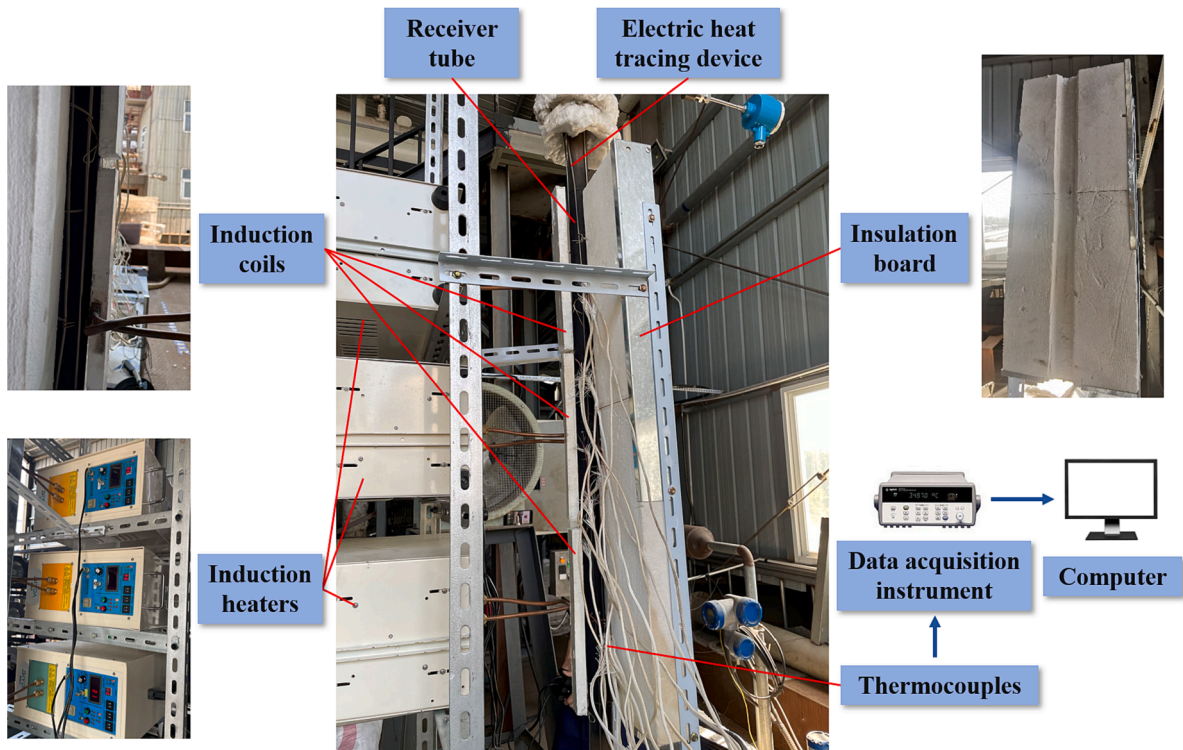 Receiver
tube
Electric heat
tracing device
Induction
coils
Insulation
board
Induction
heaters
Data acquisition
instrument
Computer
Thermocouples